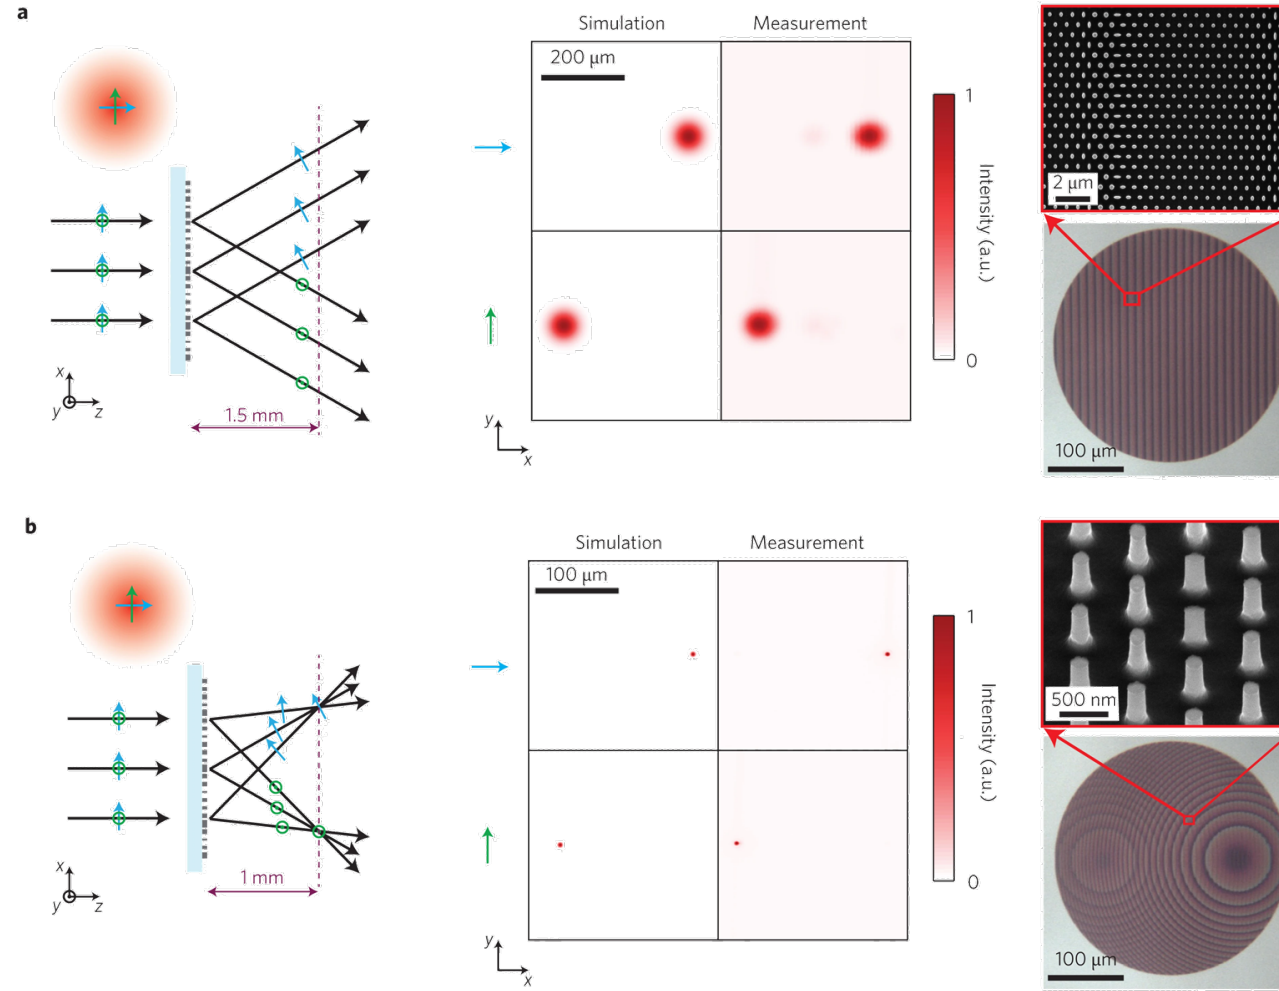 a
Simulation
Measurement
200 μm
1
Intensity (a.u.)
0
2 μm
100 μm
x
y
z
1.5 mm
y
x
b
Simulation
Measurement
100 μm
1
Intensity (a.u.)
0
500 nm
100 μm
x
y
z
1 mm
y
x